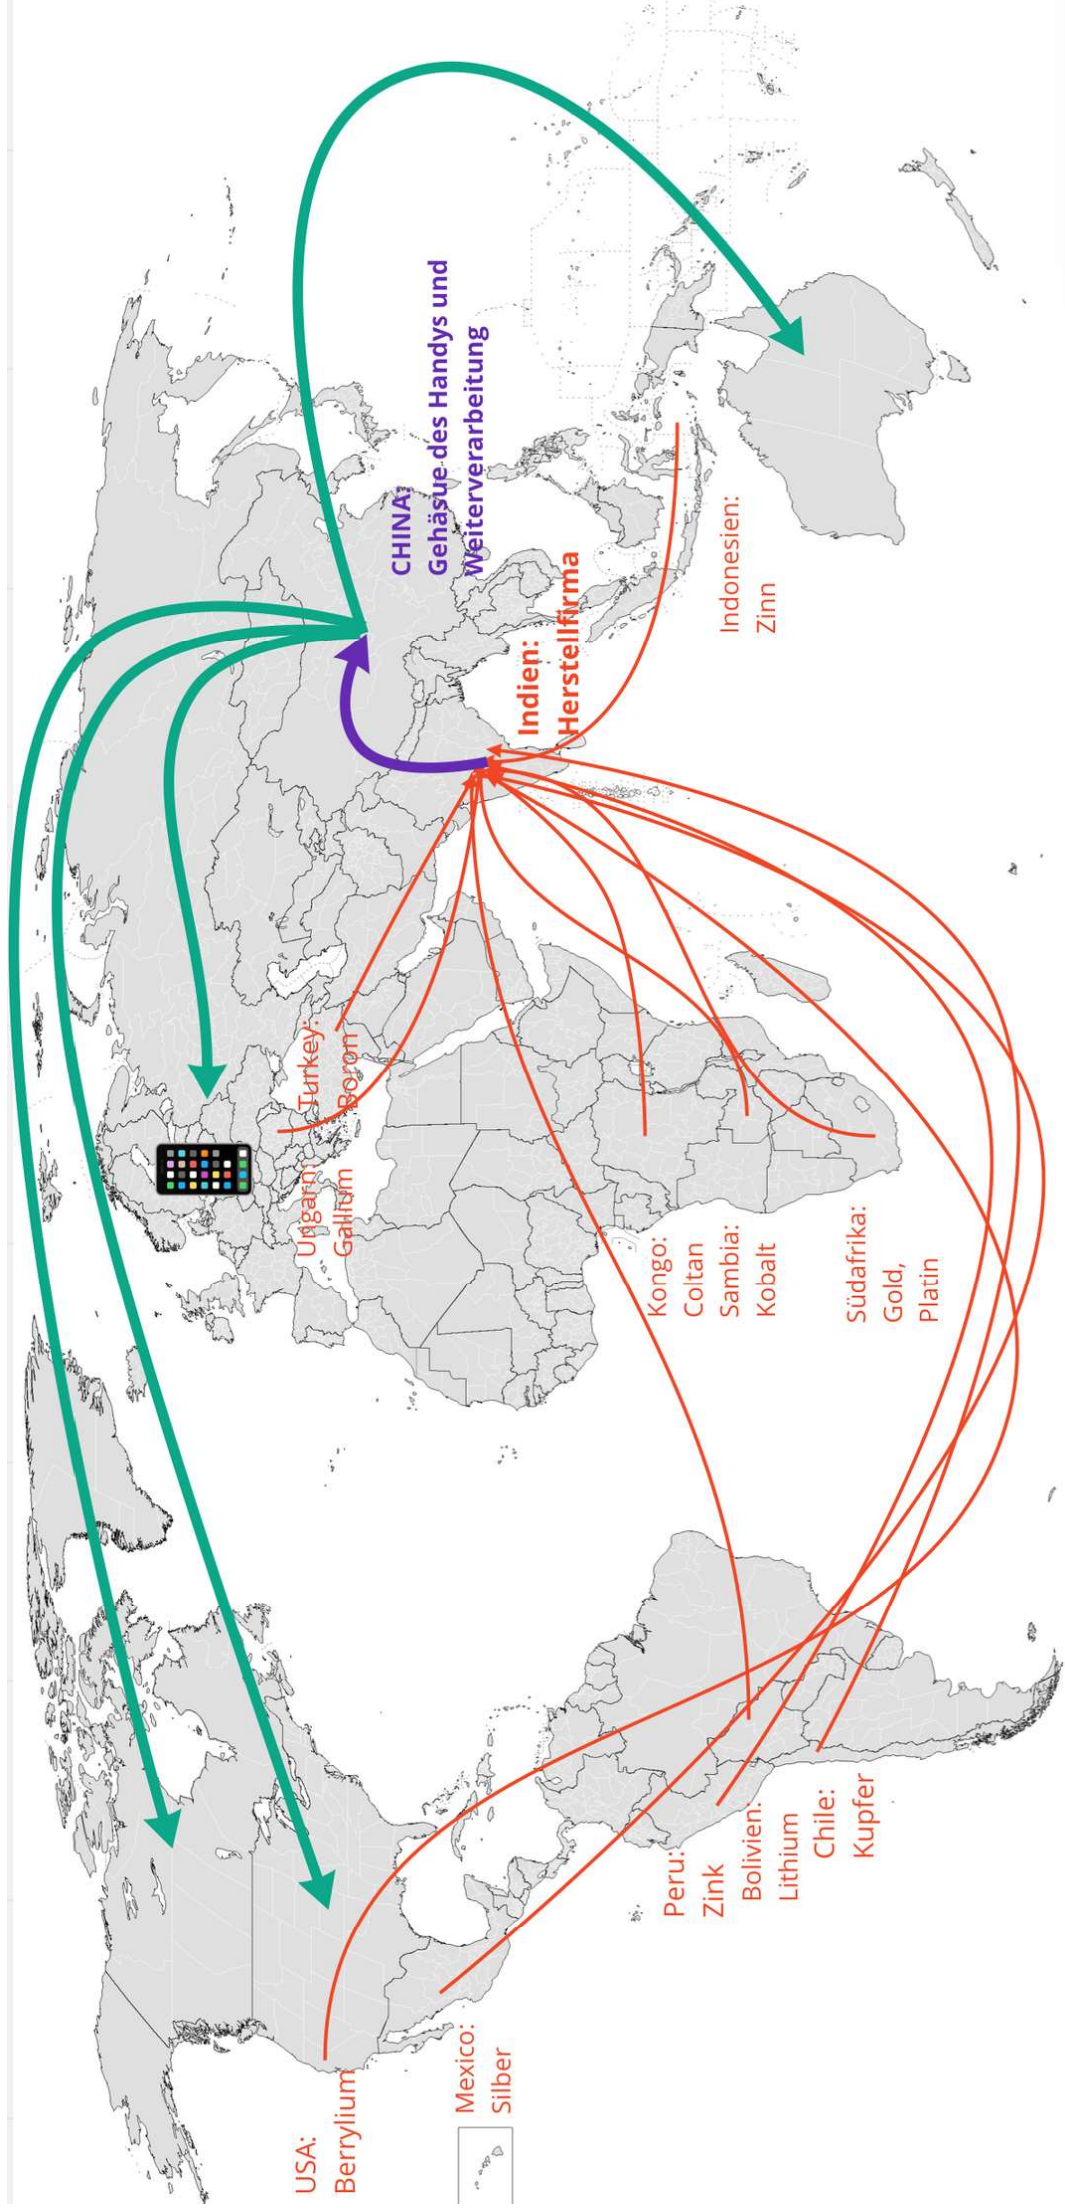 USA:
Berrylium
Mexico:
Silber
Peru:
Zink
Bolivien:
Lithium
Chile:
Kupfer
Ungarn:
Gallium
Turkey:
Boron
Kongo:
Coltan
Sambia:
Kobalt
Südafrika:
Gold,
Platin
Indien:
Herstellfirma
CHINA:
Gehäsue des Handys und
Weiterverarbeitung
Indonesien:
Zinn